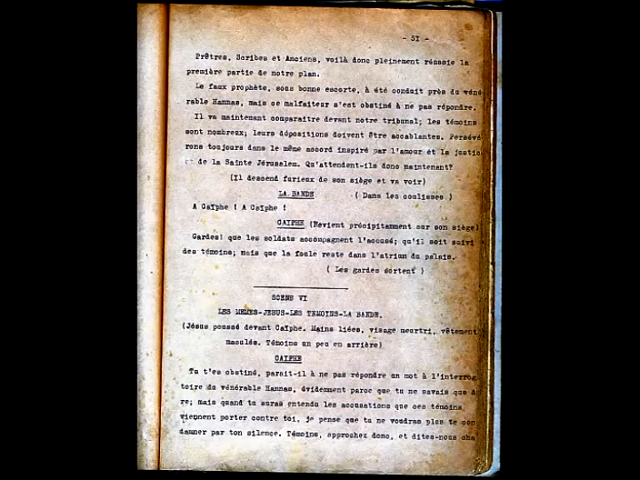 - 51 -
Prêtres, Scribes et Anciens, voilà donc pleinement réussie la
première partie de notre plan.
Le faux prophète, sous bonne escorte, à été conduit près du véné
rable Hannas, mais ce malfaiteur s'est obstiné à ne pas répondre.
Il va maintenant comparaître devant notre tribunal; les témoins
sont nombreux; leurs dépositions doivent être accablantes. Persévé
rons toujours dans le même accord inspiré par l'amour et la justic
et de la Sainte Jérusalem. Qu'attendent-ils donc maintenant?
(Il descend furieux de son siège et va voir)
LA BANDE ( Dans les coulisses )
A Caïphe ! A Caïphe !
CAIPHE (Revient précipitamment sur son siège)
Gardes! que les soldats accompagnent l'accusé; qu'il soit suivi
des témoins; mais que la foule reste dans l'atrium du palais.
( Les gardes sortent )
SCENE VI
LES MEMES-JESUS-LES TEMOINS-LA BANDE.
(Jésus poussé devant Caïphe. Mains liées, visage meurtri, vêtement
maculés. Témoins un peu en arrière)
CAIPHE
Tu t'es obstiné, parait-il à ne pas répondre un mot à l'interrog
toire du vénérable Hannas, évidemment parce que tu ne savais que d
re; mais quand tu auras entendu les accusations que ces témoins
viennent porter contre toi, je pense que tu ne voudras plus te con
damner par ton silence. Témoins, approchez donc, et dites-nous cha